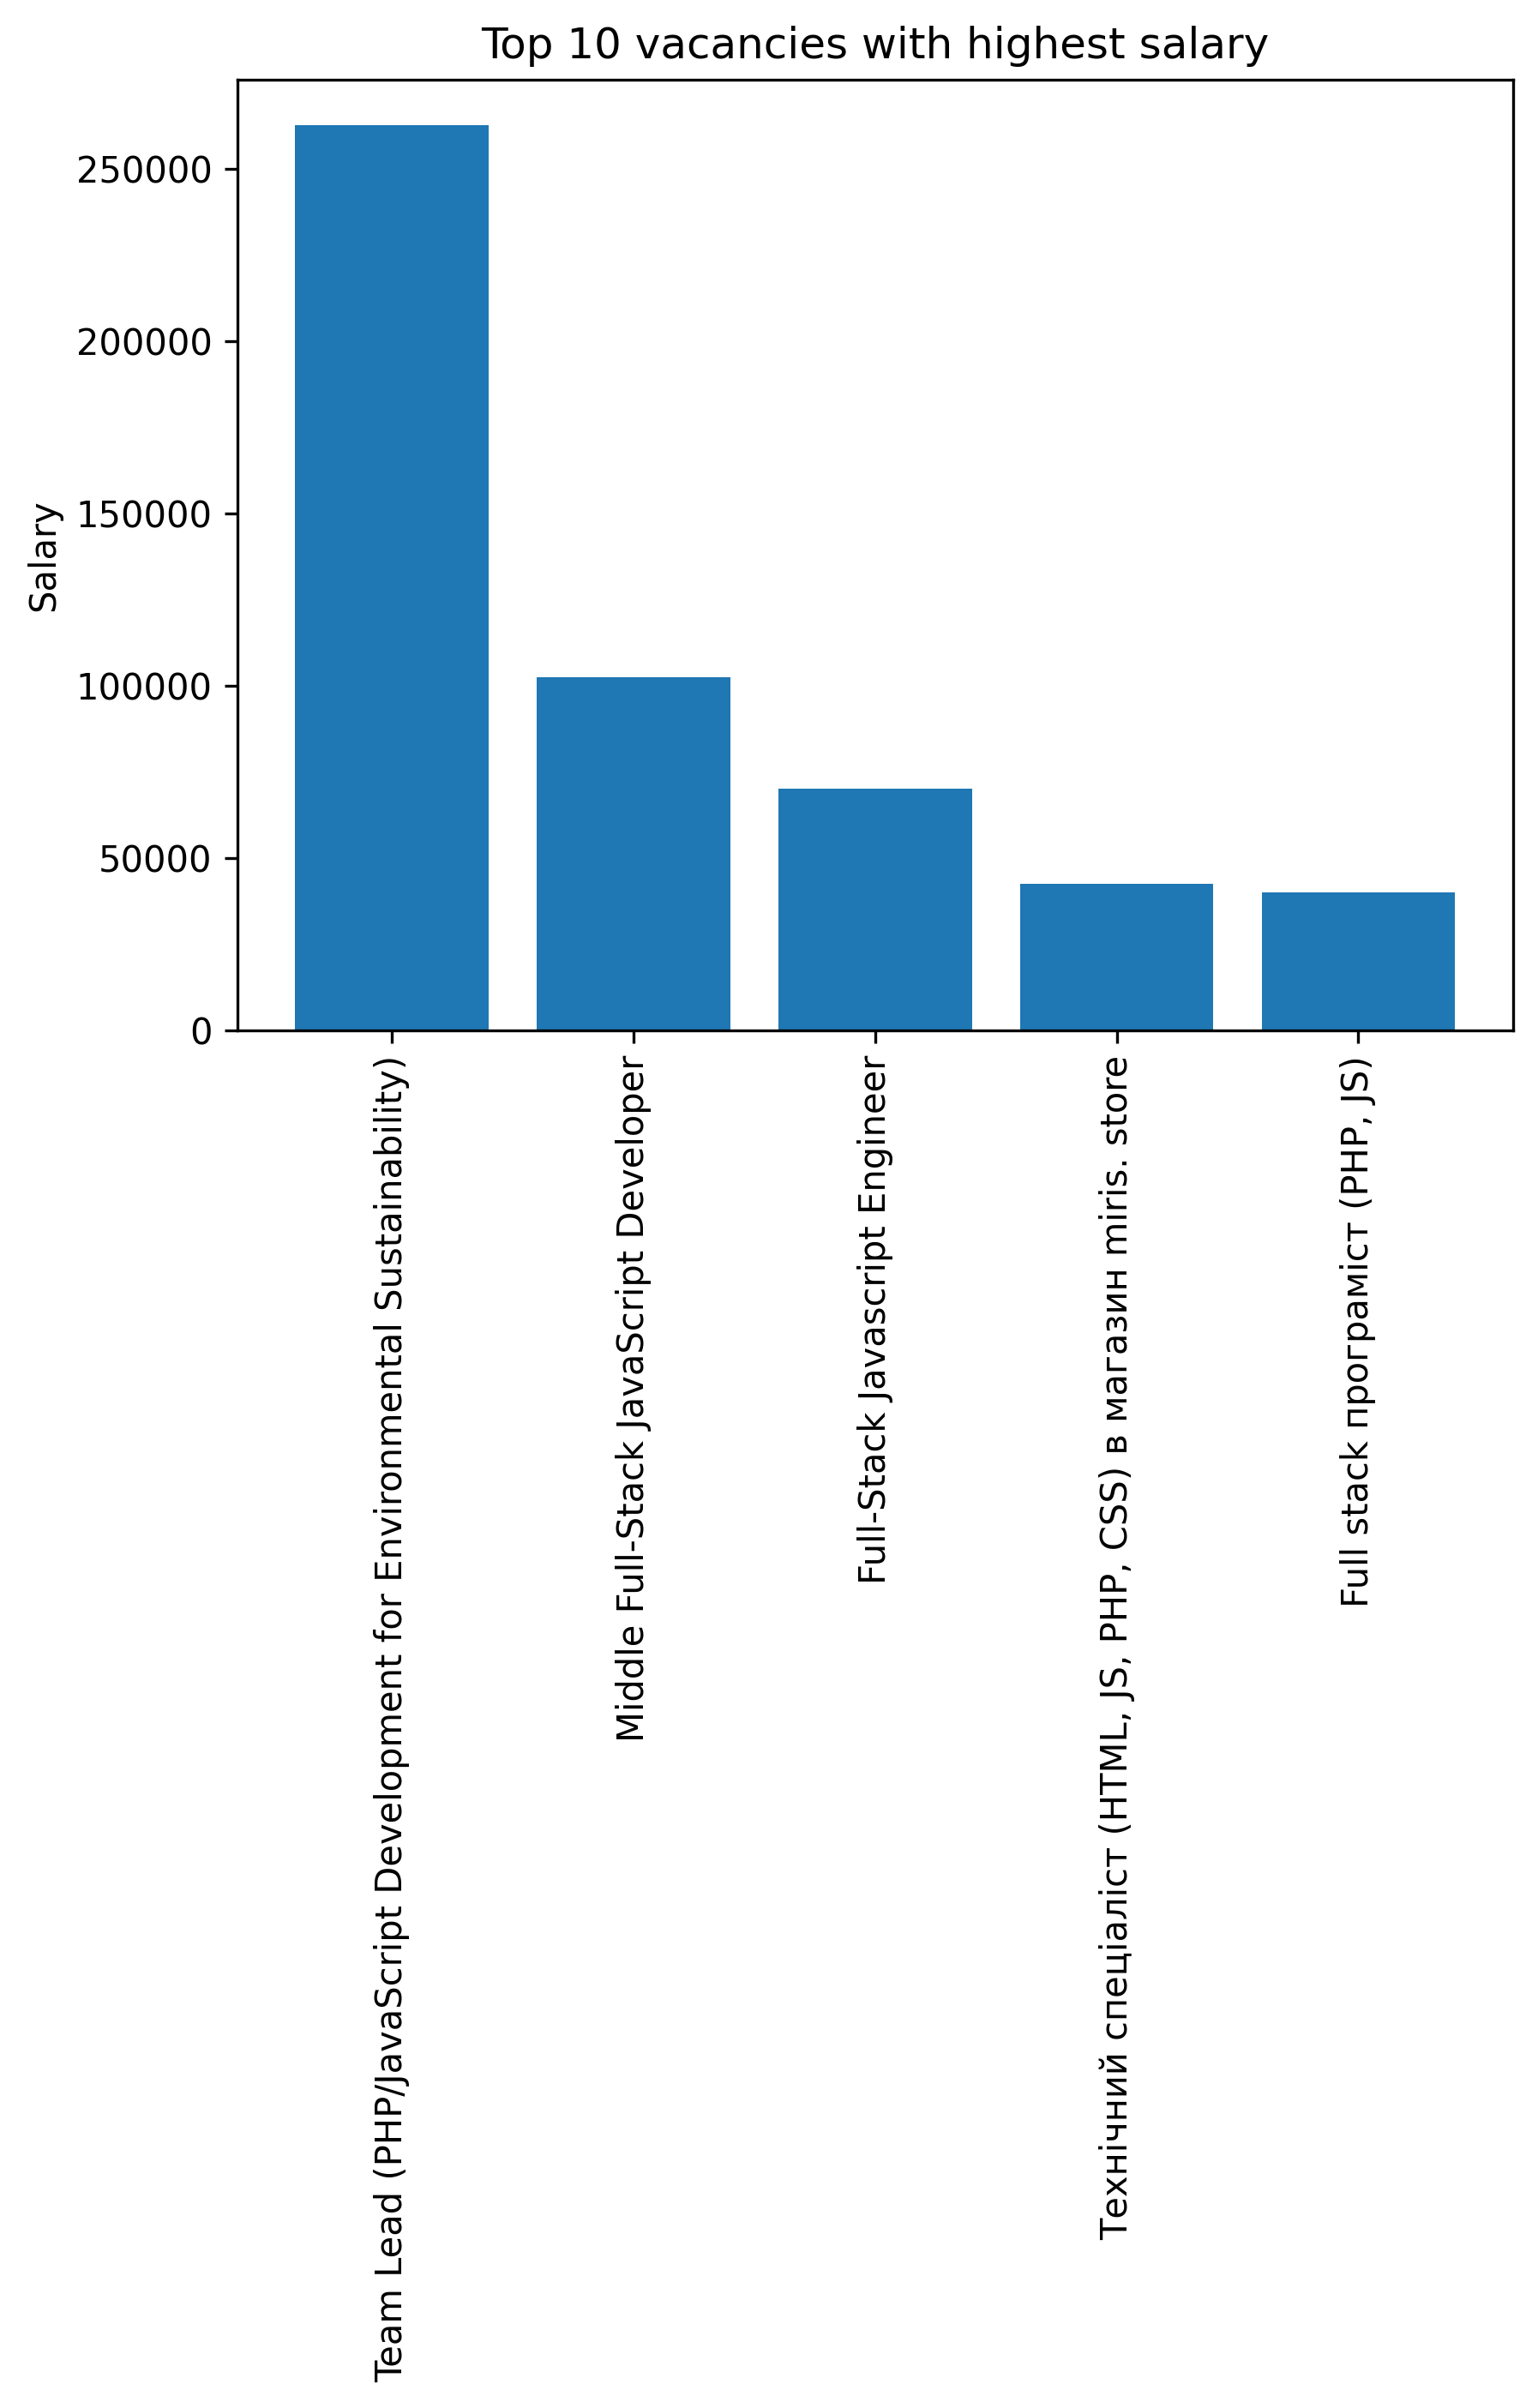 Top 10 vacancies with highest salary
Salary
250000
200000
150000
100000
50000
0
Team Lead (PHP/JavaScript Development for Environmental Sustainability)
Middle Full-Stack JavaScript Developer
Full-Stack Javascript Engineer
Технічний спеціаліст (HTML, JS, PHP, CSS) в магазин miris. store
Full stack програміст (PHP, JS)